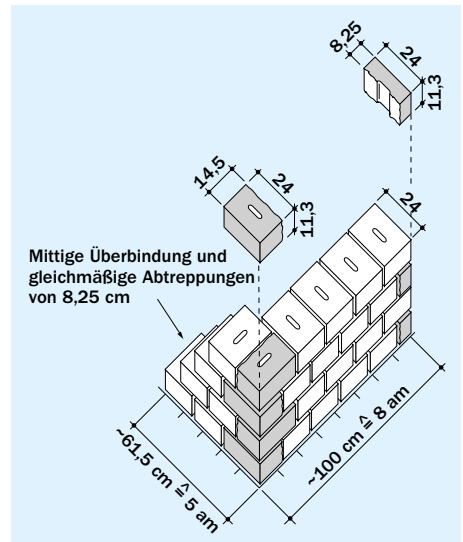 8,25
24
11,3
14,5
24
11,3
24
Mittige Überbindung und
gleichmäßige Abtreppungen
von 8,25 cm
~61,5 cm ≙ 5 am
~100 cm ≙ 8 am